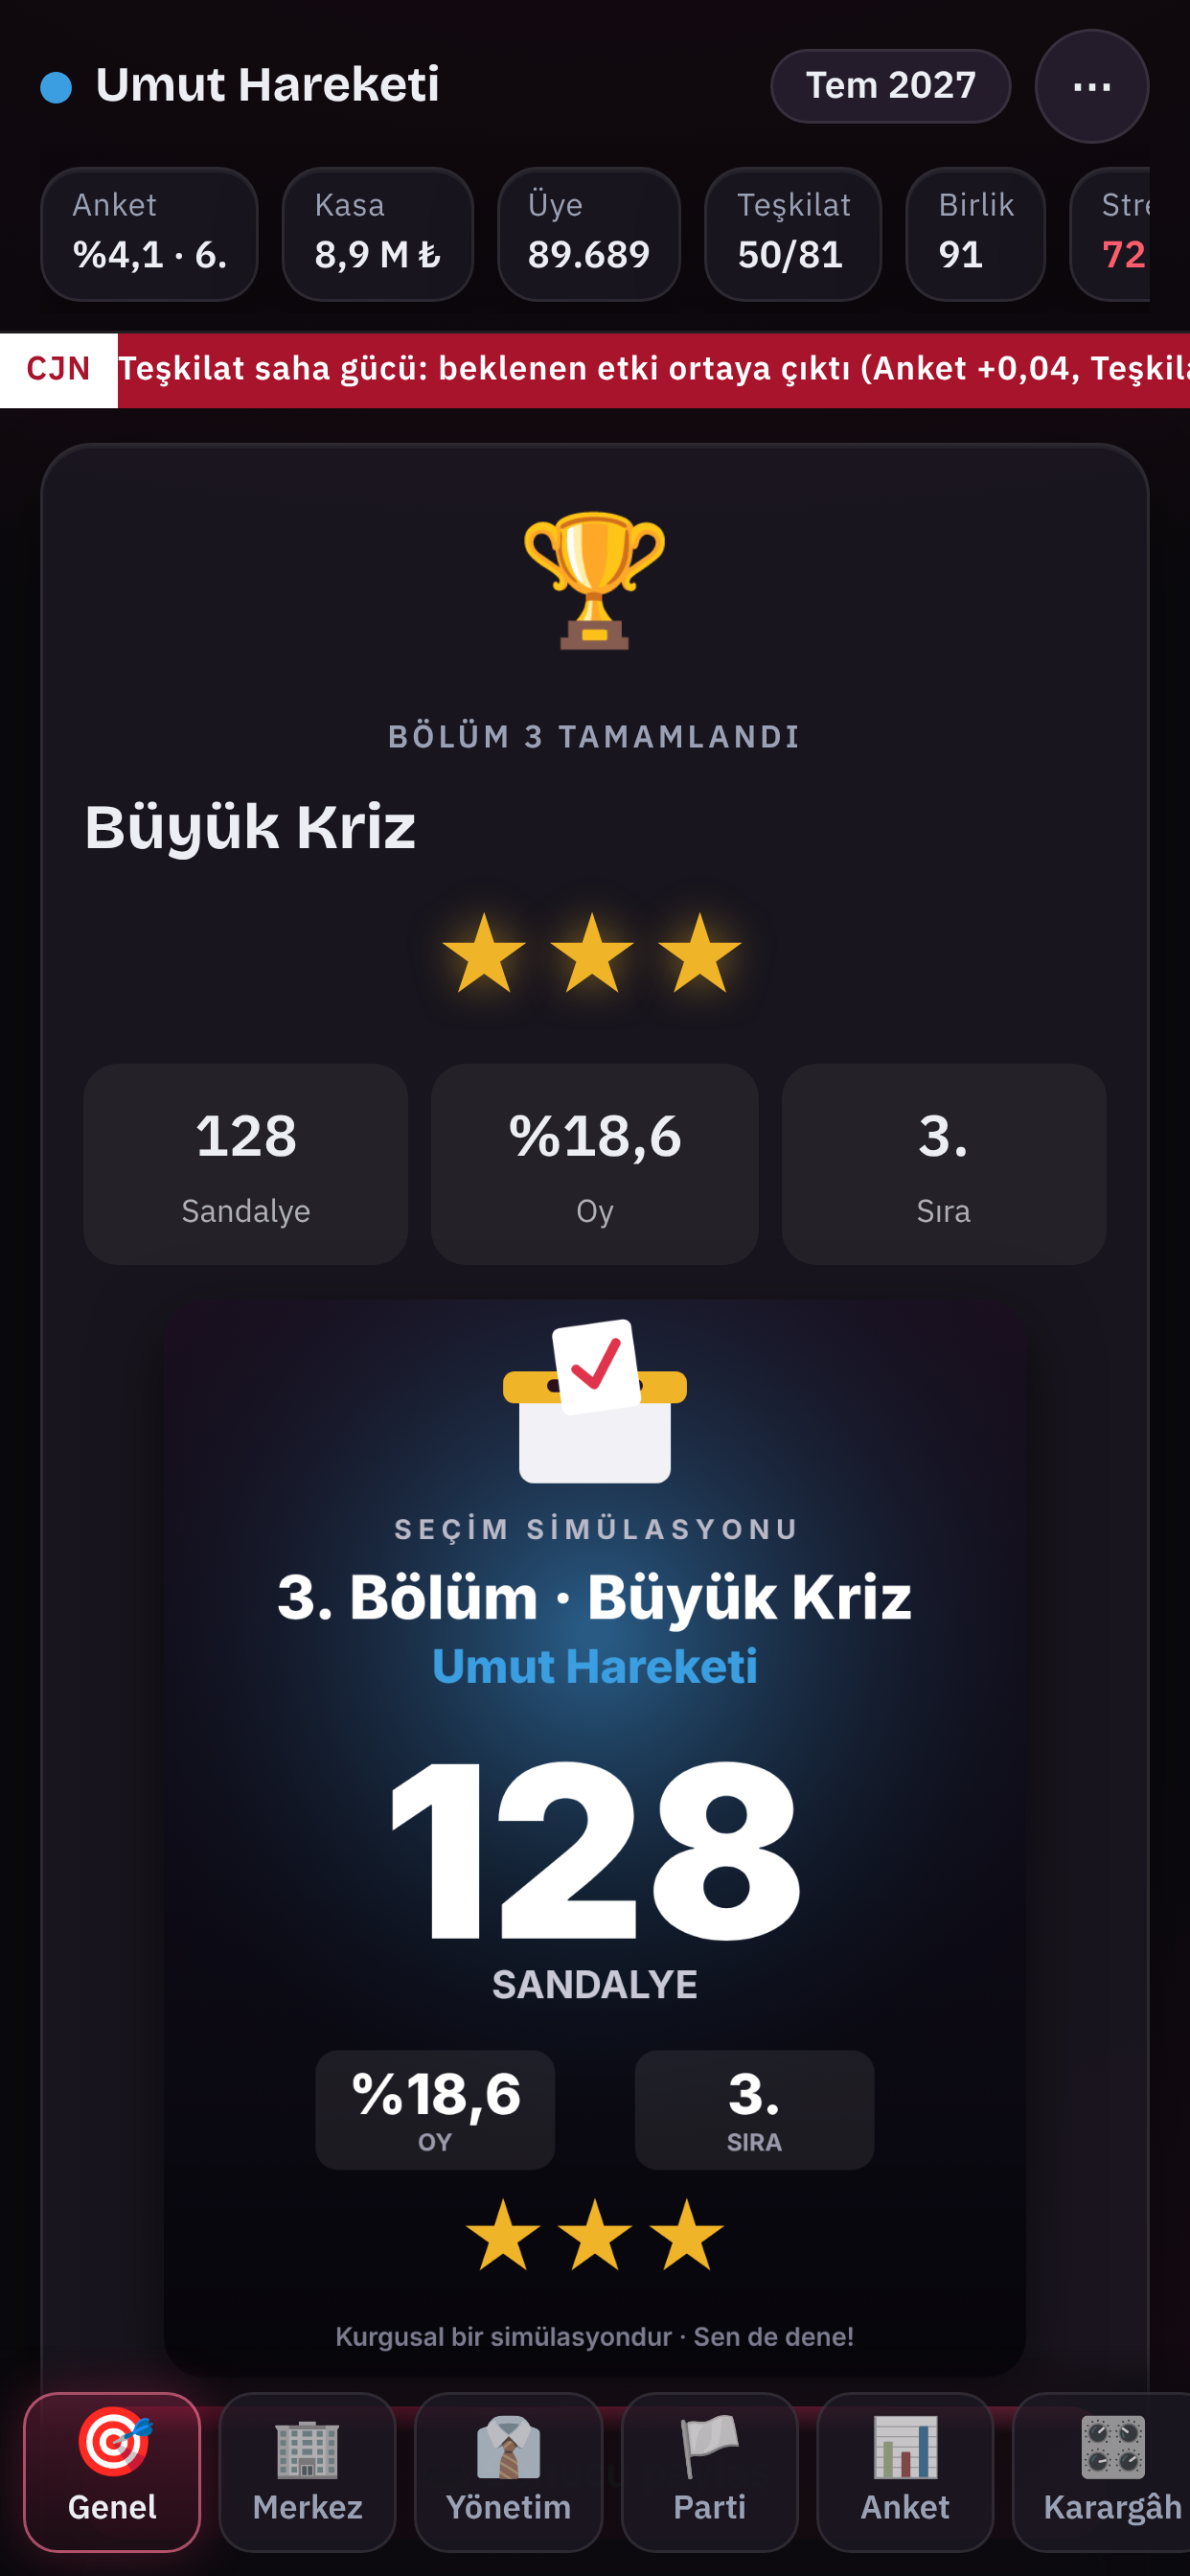 Umut Hareketi
Tem 2027
...
Anket
%4,1 · 6.
Kasa
8,9 M ₺
Üye
89.689
Teşkilat
50/81
Birlik
91
Stre
72
CJN
Teşkilat saha gücü: beklenen etki ortaya çıktı (Anket +0,04, Teşkila
BÖLÜM 3 TAMAMLANDI
Büyük Kriz
128
Sandalye
%18,6
Oy
3.
Sıra
SEÇİM SİMÜLASYONU
3. Bölüm · Büyük Kriz
Umut Hareketi
128
SANDALYE
%18,6
OY
3.
SIRA
Kurgusal bir simülasyondur · Sen de dene!
Genel
Merkez
Yönetim
Parti
Anket
Karargâh